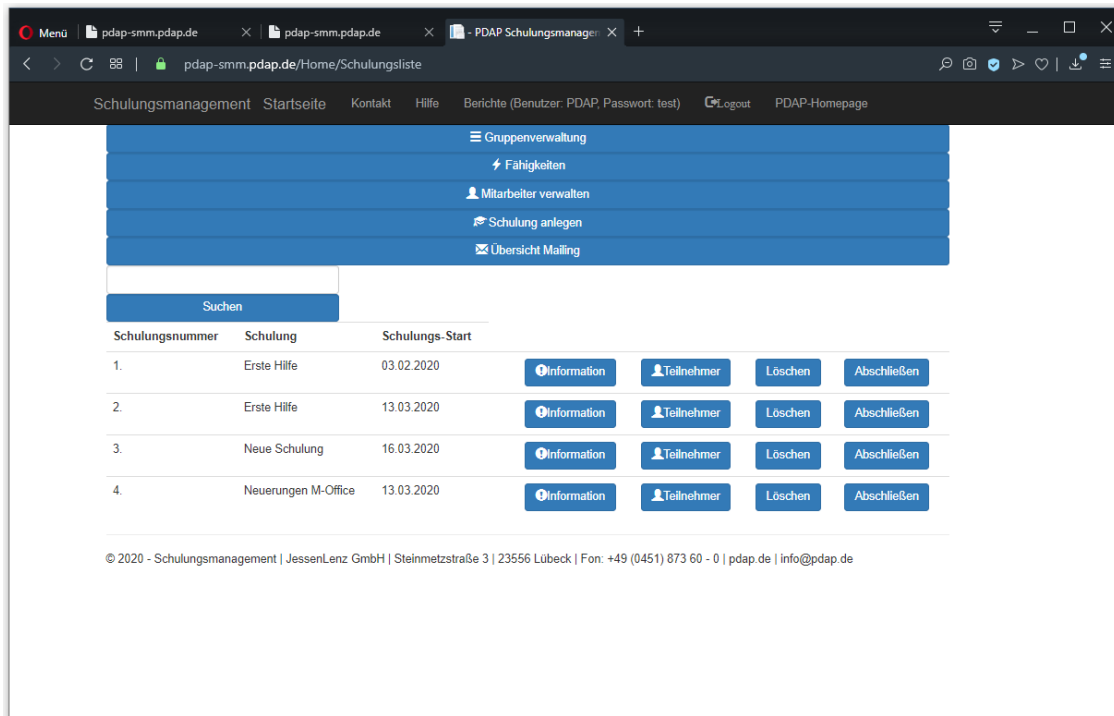 Menü pdap-smm.pdap.de pdap-smm.pdap.de - PDAP Schulungsmanagen
pdap-smm.pdap.de/Home/Schulungsliste
Schulungsmanagement Startseite Kontakt Hilfe Berichte (Benutzer: PDAP, Passwort: test) Logout PDAP-Homepage
Gruppenverwaltung
Fähigkeiten
Mitarbeiter verwalten
Schulung anlegen
Übersicht Mailing
Suchen
Schulungsnummer Schulung Schulungs-Start
1. Erste Hilfe 03.02.2020 Information Teilnehmer Löschen Abschließen
2. Erste Hilfe 13.03.2020 Information Teilnehmer Löschen Abschließen
3. Neue Schulung 16.03.2020 Information Teilnehmer Löschen Abschließen
4. Neuerungen M-Office 13.03.2020 Information Teilnehmer Löschen Abschließen
© 2020 - Schulungsmanagement | JessenLenz GmbH | Steinmetzstraße 3 | 23556 Lübeck | Fon: +49 (0451) 873 60 - 0 | pdap.de | info@pdap.de